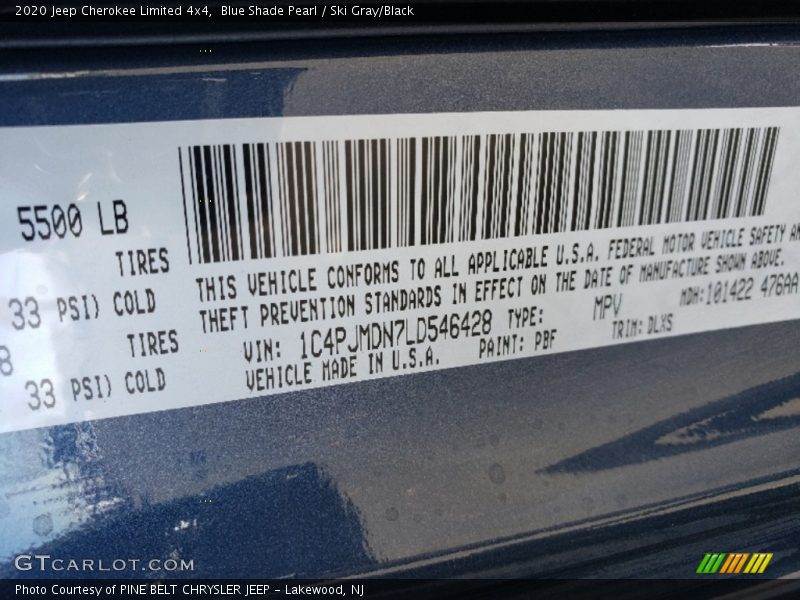 2020 Jeep Cherokee Limited 4x4, Blue Shade Pearl / Ski Gray/Black
5500 LB
TIRES
33 PSI) COLD
TIRES
33 PSI) COLD
THIS VEHICLE CONFORMS TO ALL APPLICABLE U.S.A. FEDERAL MOTOR VEHICLE SAFETY AN
THEFT PREVENTION STANDARDS IN EFFECT ON THE DATE OF MANUFACTURE SHOWN ABOVE.
VIN: 1C4PJMDN7LD546428 TYPE: MPV MDH:101422 476AA
VEHICLE MADE IN U.S.A. PAINT: PBF TRIM: DLXS
GTCARLOT.COM
Photo Courtesy of PINE BELT CHRYSLER JEEP - Lakewood, NJ